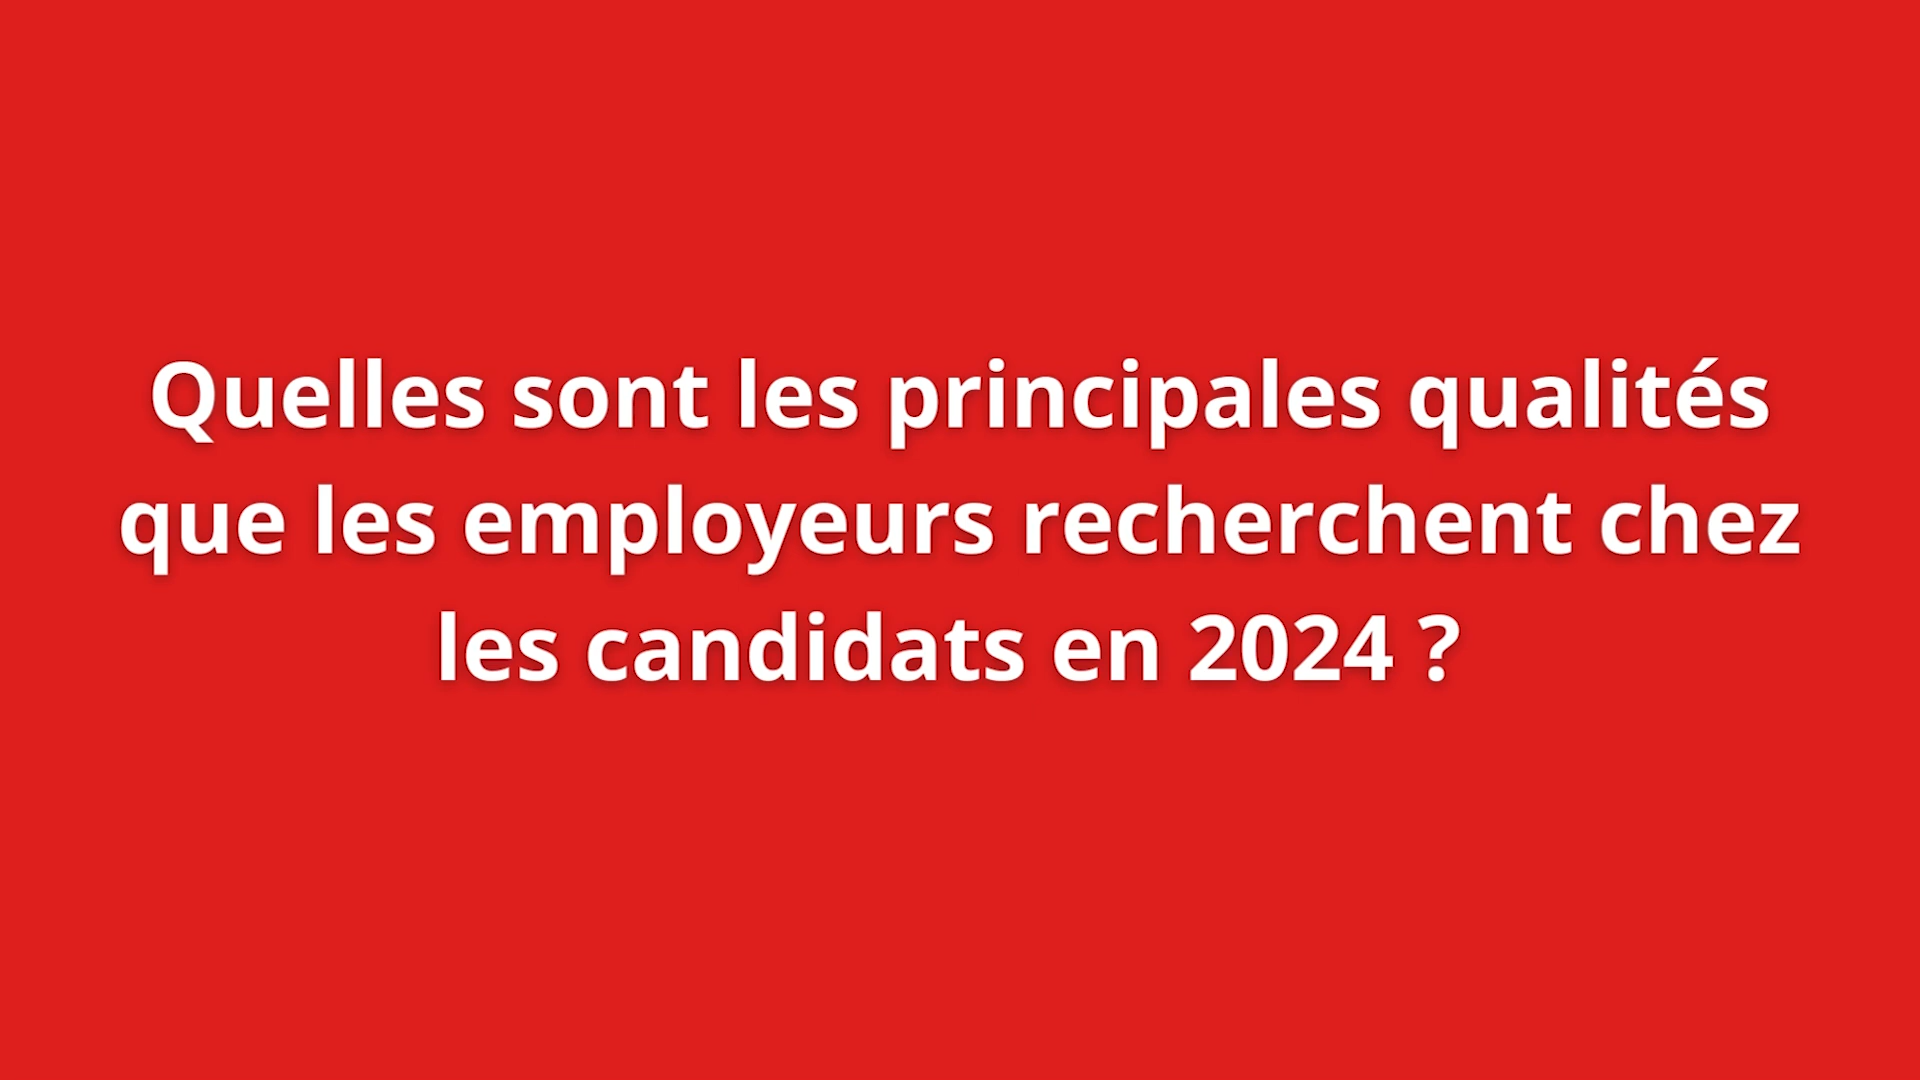 Quelles sont les principales qualités
que les employeurs recherchent chez
les candidats en 2024 ?